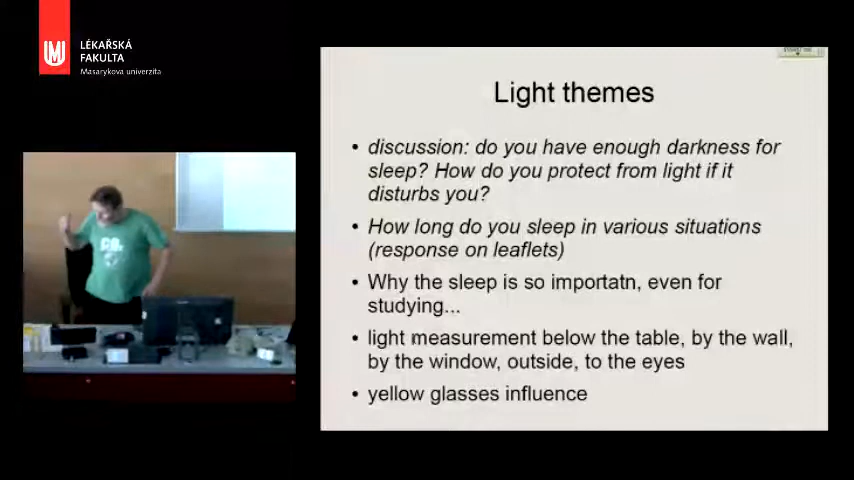 LÉKAŘSKÁ
FAKULTA
Masarykova univerzita
Light themes
• discussion: do you have enough darkness for
sleep? How do you protect from light if it
disturbs you?
• How long do you sleep in various situations
(response on leaflets)
• Why the sleep is so importatn, even for
studying...
• light measurement below the table, by the wall,
by the window, outside, to the eyes
• yellow glasses influence